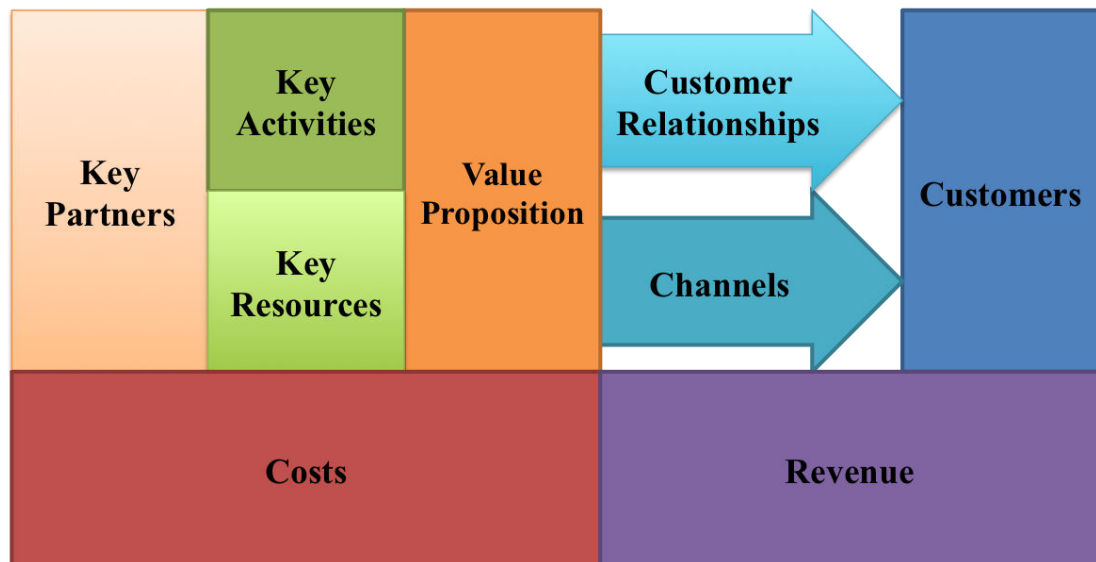 Key
Partners
Key
Activities
Key
Resources
Value
Proposition
Customer
Relationships
Channels
Customers
Costs
Revenue